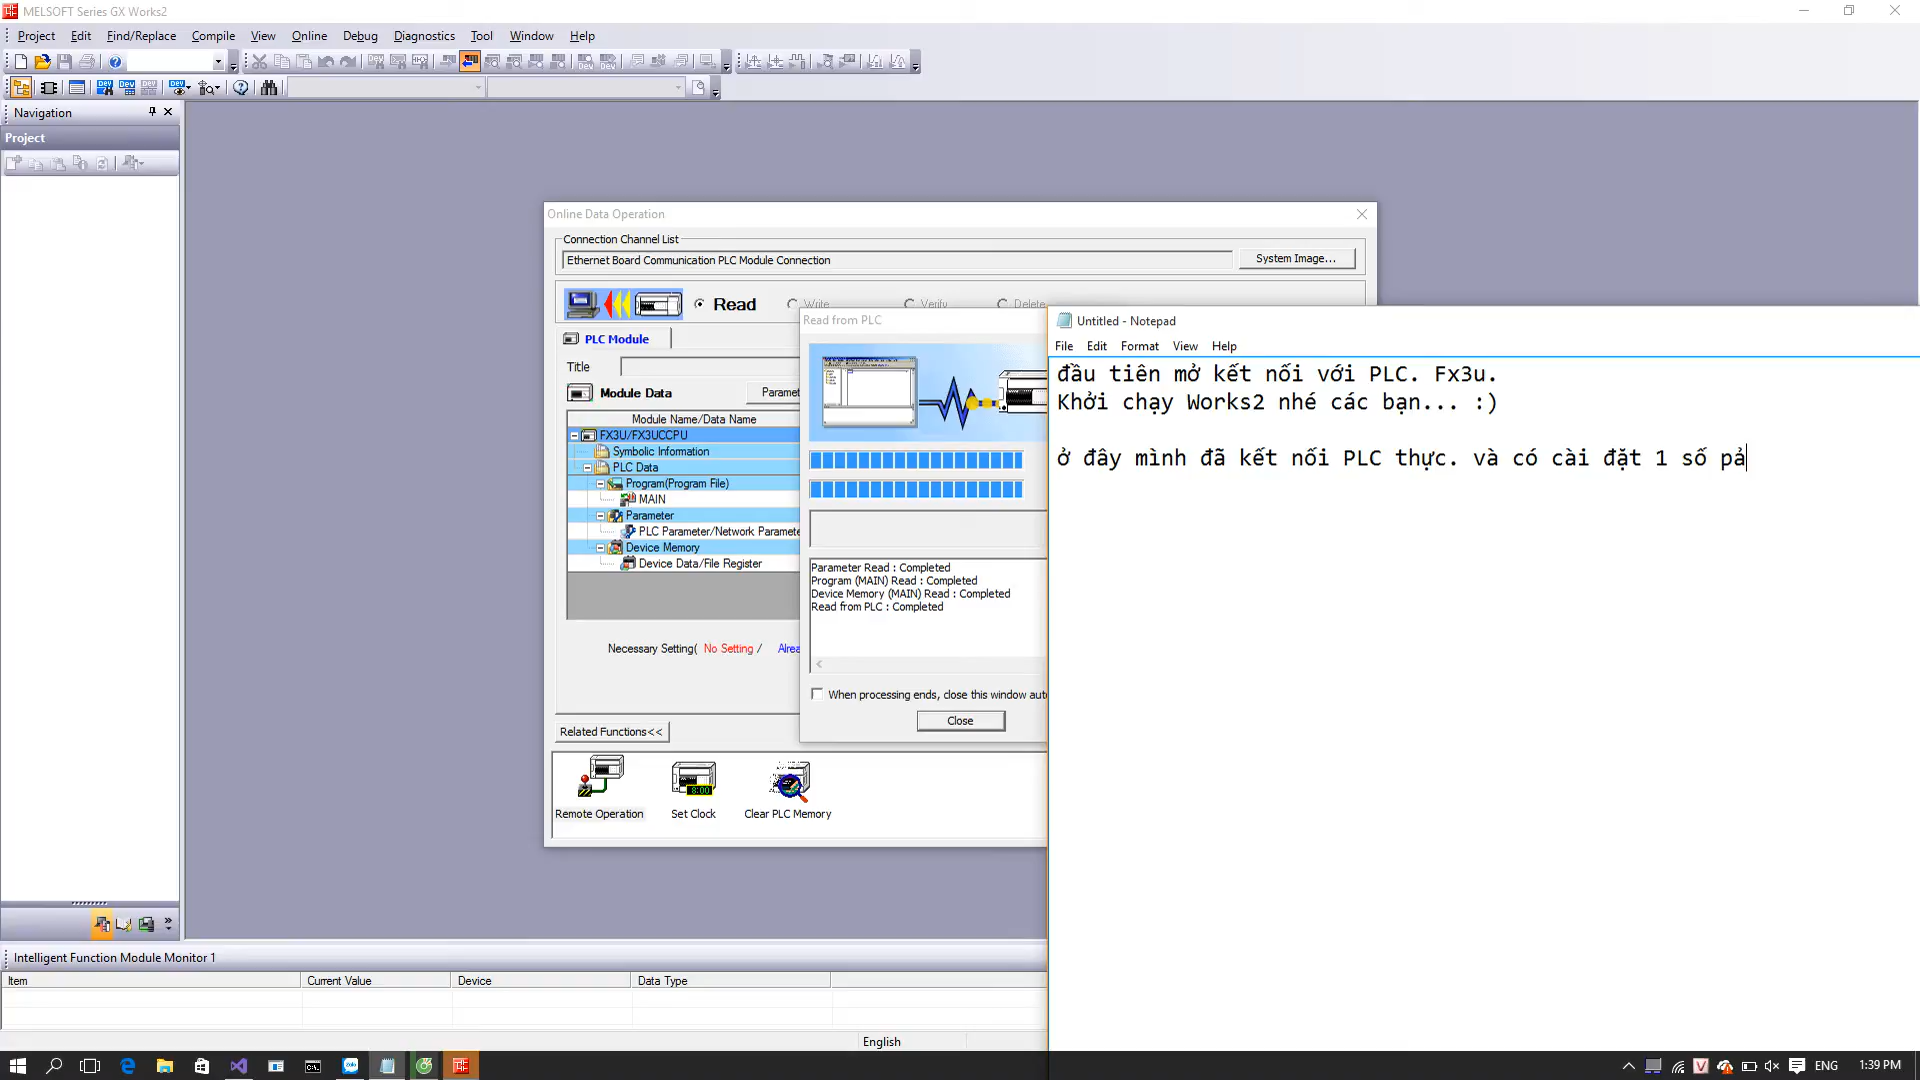 MELSOFT Series GX Works2
Project Edit Find/Replace Compile View Online Debug Diagnostics Tool Window Help
Navigation
Project
Online Data Operation
Connection Channel List
Ethernet Board Communication PLC Module Connection
System Image...
Read Write Verify Delete
PLC Module
Title
Module Data
Paramet
Module Name/Data Name
FX3U/FX3UCCPU
Symbolic Information
PLC Data
Program(Program File)
MAIN
Parameter
PLC Parameter/Network Paramete
Device Memory
Device Data/File Register
Necessary Setting( No Setting / Alrea
Related Functions<<
Remote Operation
Set Clock
8:00
Clear PLC Memory
Read from PLC
Parameter Read : Completed
Program (MAIN) Read : Completed
Device Memory (MAIN) Read : Completed
Read from PLC : Completed
When processing ends, close this window auto
Close
Untitled - Notepad
File Edit Format View Help
đầu tiên mở kết nối với PLC. Fx3u.
Khởi chạy Works2 nhé các bạn... :)
ở đây mình đã kết nối PLC thực. và có cài đặt 1 số pả
Intelligent Function Module Monitor 1
Item Current Value Device Data Type
English
ENG
1:39 PM